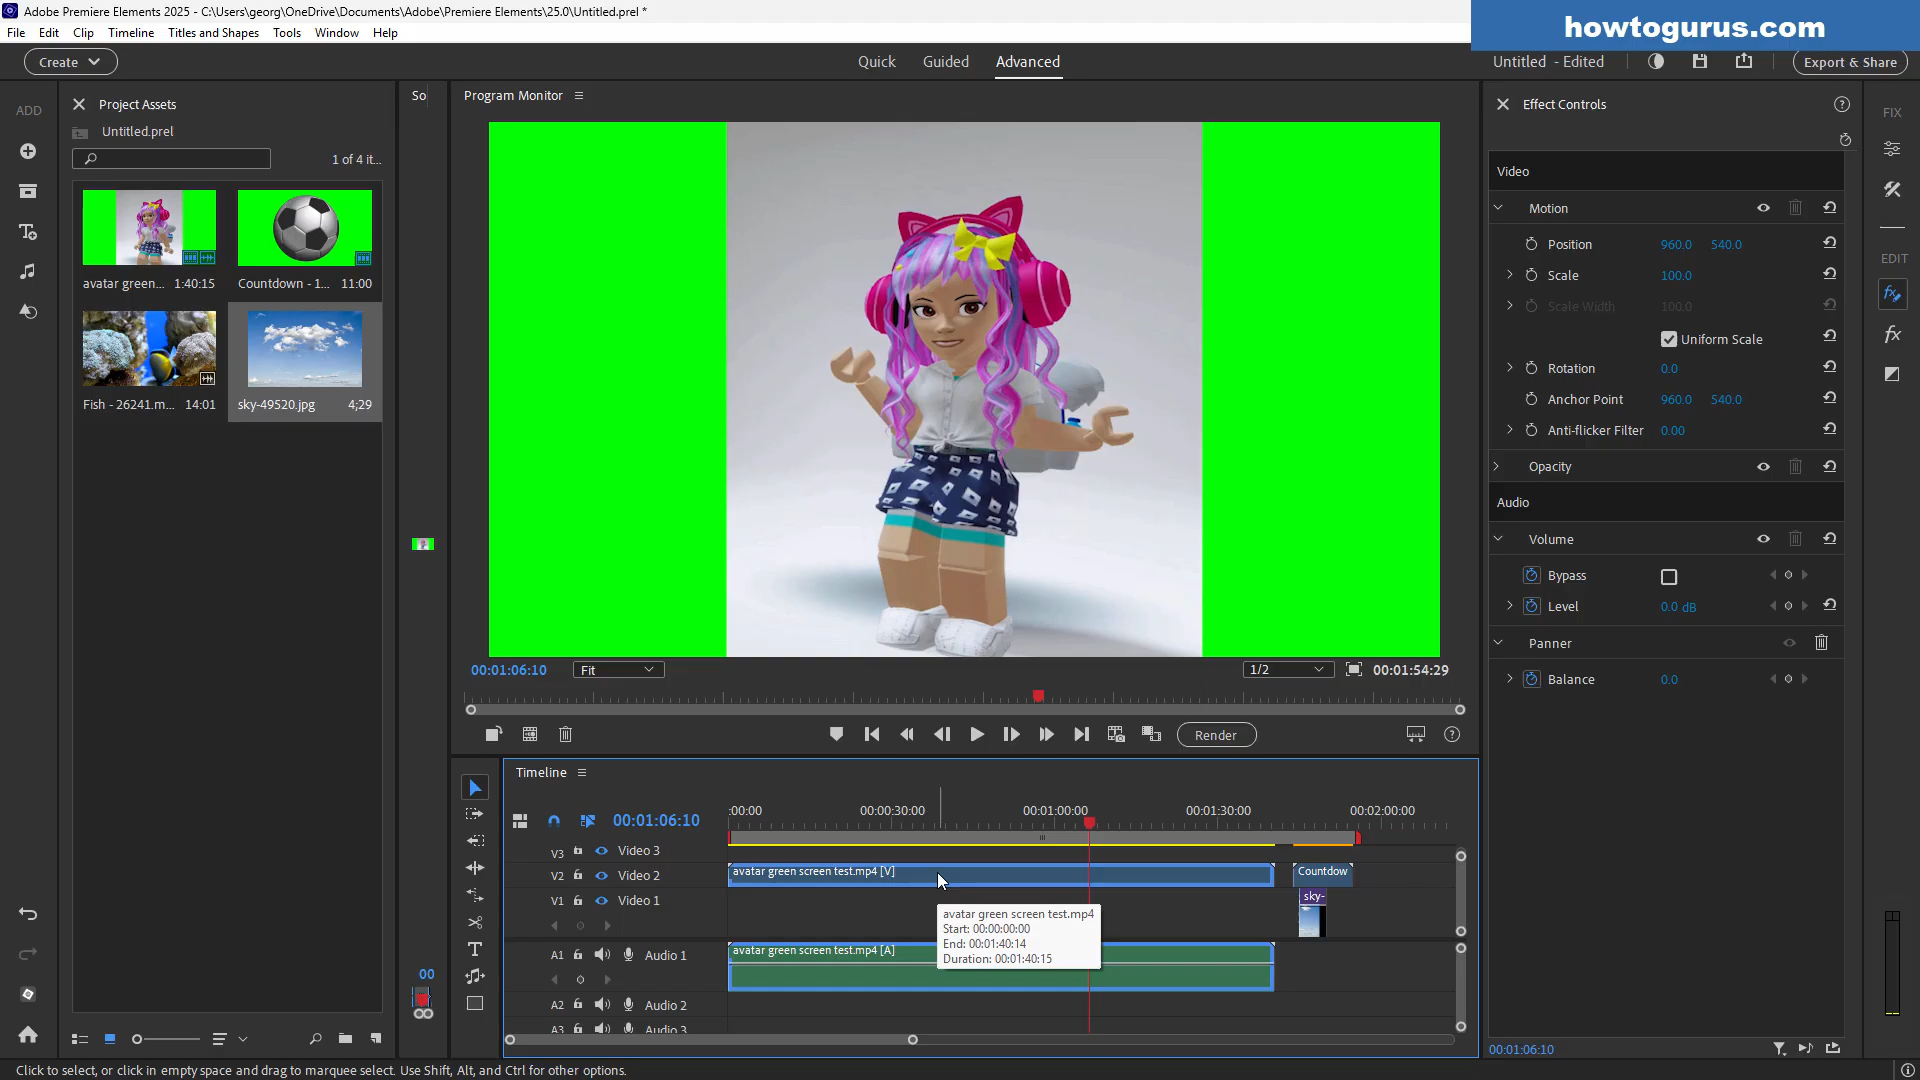 Adobe Premiere Elements 2025 - C:\Users\georg\OneDrive\Documents\Adobe\Premiere Elements\25.0\Untitled.prel *
howtogurus.com
File Edit Clip Timeline Titles and Shapes Tools Window Help
Create
Quick Guided Advanced
Untitled - Edited
Export & Share
ADD
Project Assets
Untitled.prel
1 of 4 it...
avatar green... 1:40:15
Countdown - 1... 11:00
Fish - 26241.m... 14:01
sky-49520.jpg 4;29
So
00
Program Monitor
00:01:06:10
Fit
1/2
00:01:54:29
Render
Timeline
00:01:06:10
:00:00
00:00:30:00
00:01:00:00
00:01:30:00
00:02:00:00
V3 Video 3
V2 Video 2
avatar green screen test.mp4 [V]
Countdow
V1 Video 1
sky-
avatar green screen test.mp4
Start: 00:00:00:00
End: 00:01:40:14
Duration: 00:01:40:15
A1 Audio 1
avatar green screen test.mp4 [A]
A2 Audio 2
A3 Audio 3
Effect Controls
Video
Motion
Position 960.0 540.0
Scale 100.0
Scale Width 100.0
Uniform Scale
Rotation 0.0
Anchor Point 960.0 540.0
Anti-flicker Filter 0.00
Opacity
Audio
Volume
Bypass
Level 0.0 dB
Panner
Balance 0.0
00:01:06:10
FIX
EDIT
Click to select, or click in empty space and drag to marquee select. Use Shift, Alt, and Ctrl for other options.